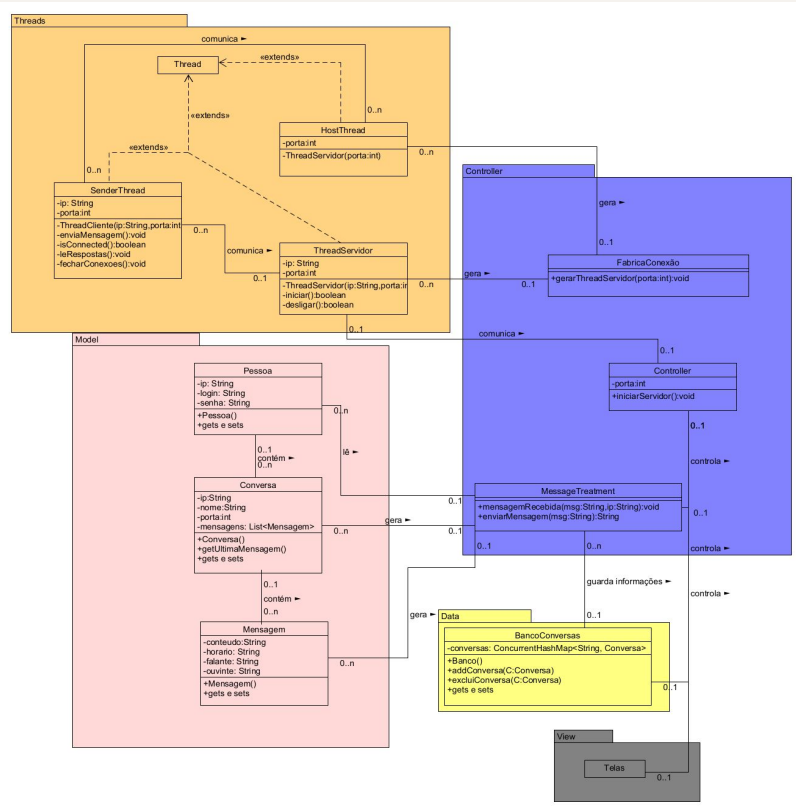 Threads
comunica ►
Thread
«extends»
«extends»
«extends»
0..n
HostThread
-porta:int
-ThreadServidor(porta:int)
0..n
0..n
SenderThread
-ip: String
-porta:int
-ThreadCliente(ip:String,porta:int
-enviaMensagem():void
-isConnected():boolean
-leRespostas():void
-fecharConexoes():void
0..n
comunica ►
0..1
ThreadServidor
-ip: String
-porta:int
-ThreadServidor(ip:String,porta:ir
-iniciar():boolean
-desligar():boolean
0..n
0..1
Controller
gera ►
0..1
FabricaConexão
+gerarThreadServidor(porta:int):void
gera ►
0..1
comunica ►
0..1
Controller
-porta:int
+iniciarServidor():void
0..1
controla ►
MessageTreatment
+mensagemRecebida(msg:String,ip:String):void
+enviarMensagem(msg:String):String
0..1
0..1
0..1
0..1
0..n
controla ►
Model
Pessoa
-ip: String
-login: String
-senha: String
+Pessoa()
+gets e sets
0..n
lê ►
0..1
contém ►
0..n
Conversa
-ip:String
-nome:String
-porta:int
-mensagens: List<Mensagem>
+Conversa()
+getUltimaMensagem()
+gets e sets
0..n
gera ►
0..1
contém ►
0..n
Mensagem
-conteudo:String
-horario: String
-falante: String
-ouvinte: String
+Mensagem()
+gets e sets
0..n
gera ►
guarda informações ►
controla ►
0..1
Data
BancoConversas
-conversas: ConcurrentHashMap<String, Conversa>
+Banco()
+addConversa(C:Conversa)
+excluiConversa(C:Conversa)
+gets e sets
0..1
View
Telas
0..1